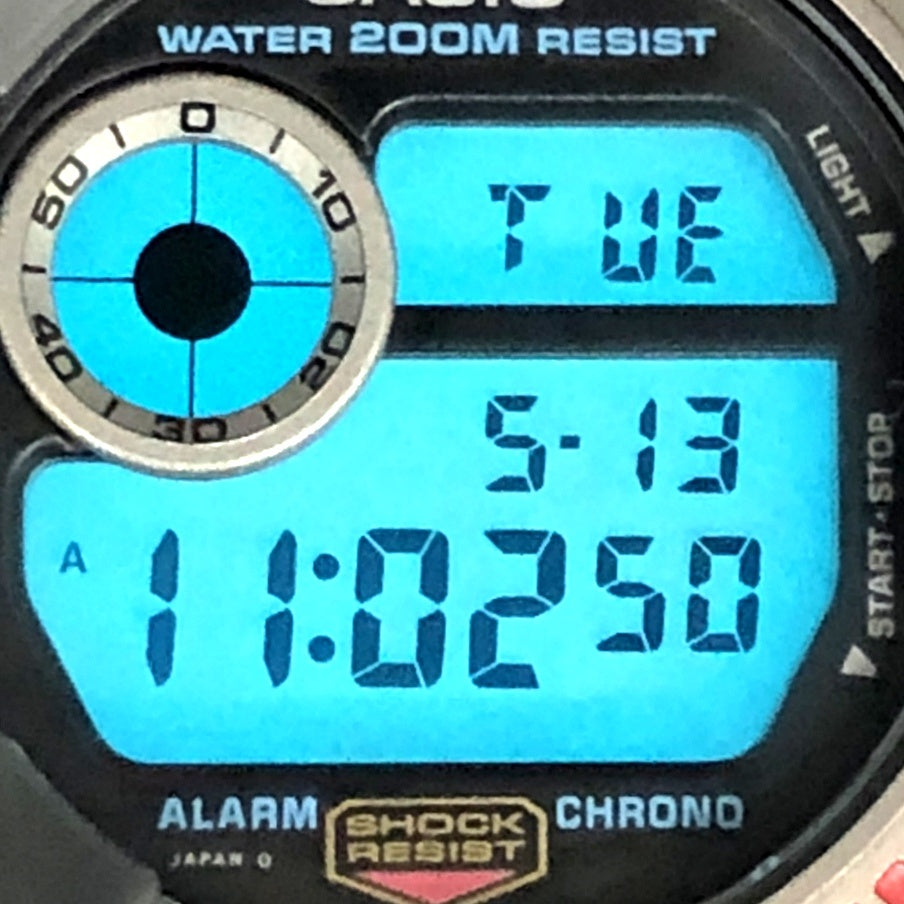 CASIO
WATER 200M RESIST
0
10
20
30
40
50
LIGHT
TUE
5-13
A
11:02 50
START·STOP
ALARM
SHOCK
RESIST
CHRONO
JAPAN